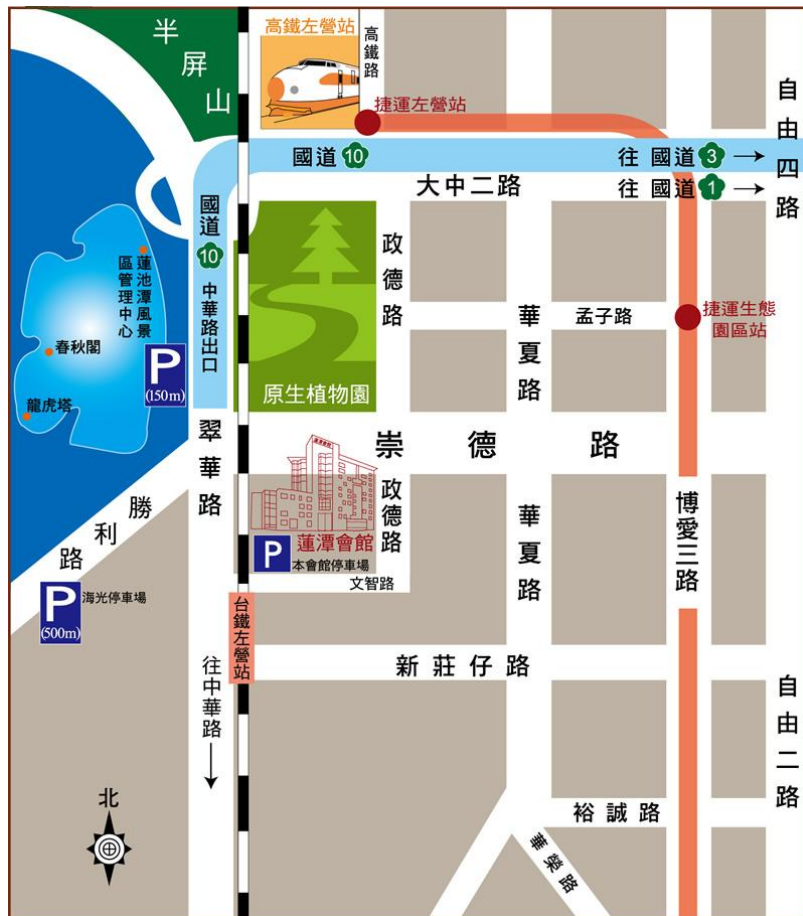 半屏山
高鐵左營站
高鐵路
捷運左營站
自由四路
國道 10
往 國道 3 →
大中二路
往 國道 1 →
國道 10 中華路出口
蓮池潭風景
區管理中心
春秋閣
龍虎塔
P
(150m)
政德路
華夏路
孟子路
捷運生態
園區站
原生植物園
翠華路
崇德路
蓮潭會館
勝利路
政德路
華夏路
博愛三路
蓮潭會館
P 本會館停車場
文智路
P
(500m)
海光停車場
台鐵左營站
往中華路
新莊仔路
自由二路
北
裕誠路
華榮路